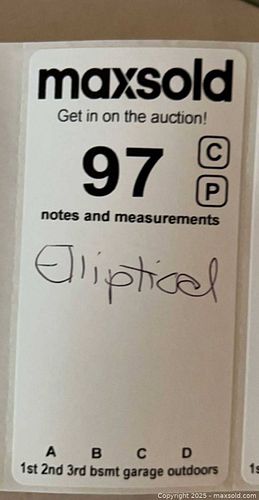 maxsold
Get in on the auction!
97 C
P
notes and measurements
Elliptical
A B C D
1st 2nd 3rd bsmt garage outdoors
1s
Copyright 2025 - maxsold.com